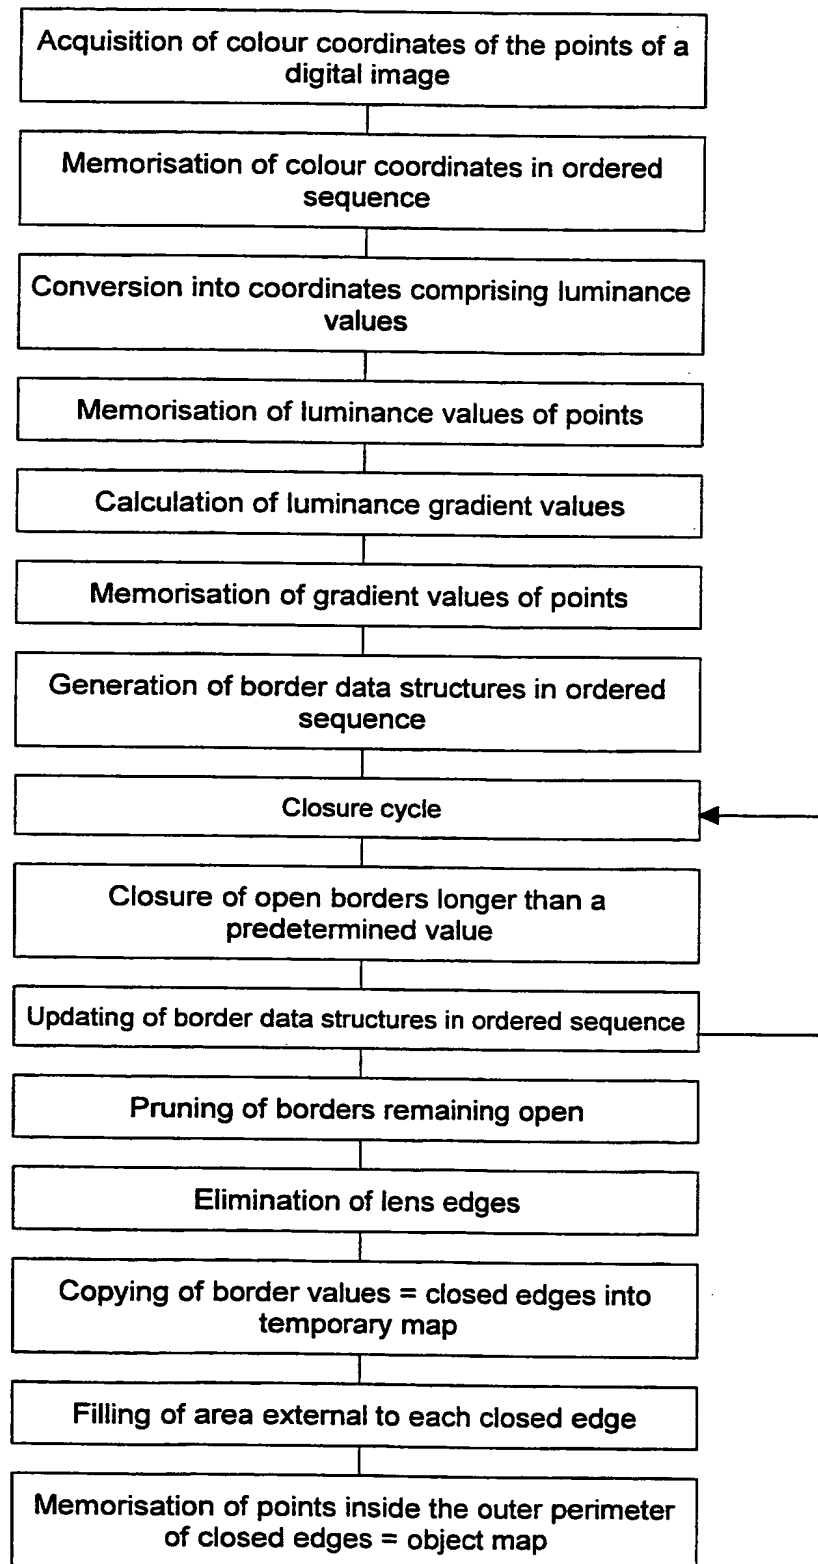 Acquisition of colour coordinates of the points of a
digital image
Memorisation of colour coordinates in ordered
sequence
Conversion into coordinates comprising luminance
values
Memorisation of luminance values of points
Calculation of luminance gradient values
Memorisation of gradient values of points
Generation of border data structures in ordered
sequence
Closure cycle
Closure of open borders longer than a
predetermined value
Updating of border data structures in ordered sequence
Pruning of borders remaining open
Elimination of lens edges
Copying of border values = closed edges into
temporary map
Filling of area external to each closed edge
Memorisation of points inside the outer perimeter
of closed edges = object map